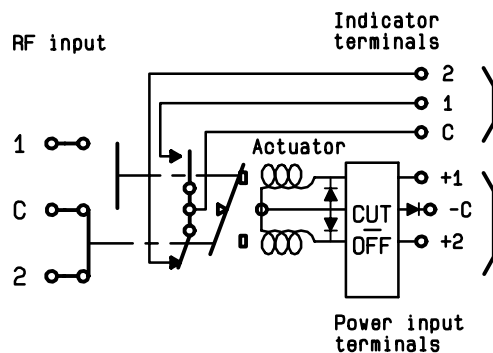 Indicator
terminals
RF input
2
1
C
1
Actuator
+1
C
CUT
OFF
-C
+2
2
Power input
terminals